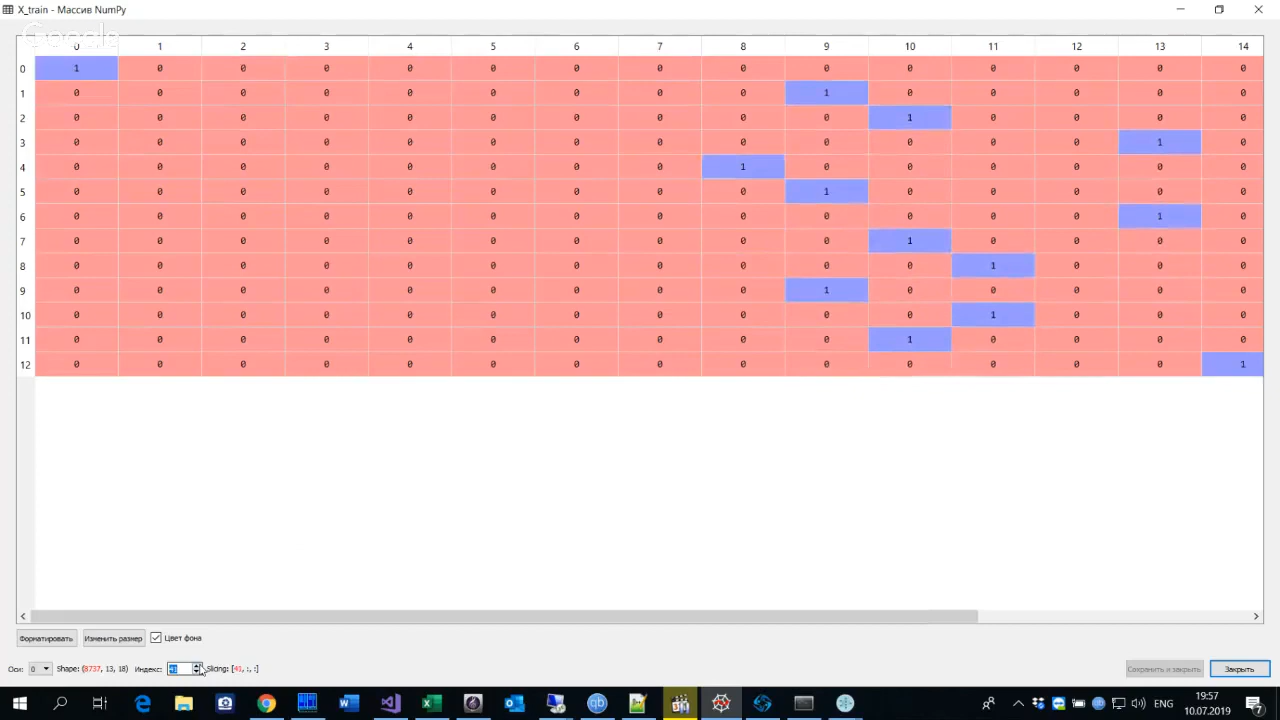 X_train - Массив NumPy
Google
0 1 2 3 4 5 6 7 8 9 10 11 12 13 14
0 1 0 0 0 0 0 0 0 0 0 0 0 0 0 0
1 0 0 0 0 0 0 0 0 0 1 0 0 0 0 0
2 0 0 0 0 0 0 0 0 0 0 1 0 0 0 0
3 0 0 0 0 0 0 0 0 0 0 0 0 0 1 0
4 0 0 0 0 0 0 0 0 1 0 0 0 0 0 0
5 0 0 0 0 0 0 0 0 0 1 0 0 0 0 0
6 0 0 0 0 0 0 0 0 0 0 0 0 0 1 0
7 0 0 0 0 0 0 0 0 0 0 1 0 0 0 0
8 0 0 0 0 0 0 0 0 0 0 0 1 0 0 0
9 0 0 0 0 0 0 0 0 0 1 0 0 0 0 0
10 0 0 0 0 0 0 0 0 0 0 0 1 0 0 0
11 0 0 0 0 0 0 0 0 0 0 1 0 0 0 0
12 0 0 0 0 0 0 0 0 0 0 0 0 0 0 1
Форматировать Изменить размер Цвет фона
Оси: 0 Shape: (8737, 13, 18) Индекс: 41 Slicing: [41, :, :] Сохранить и закрыть Закрыть
ENG 19:57
10.07.2019 7